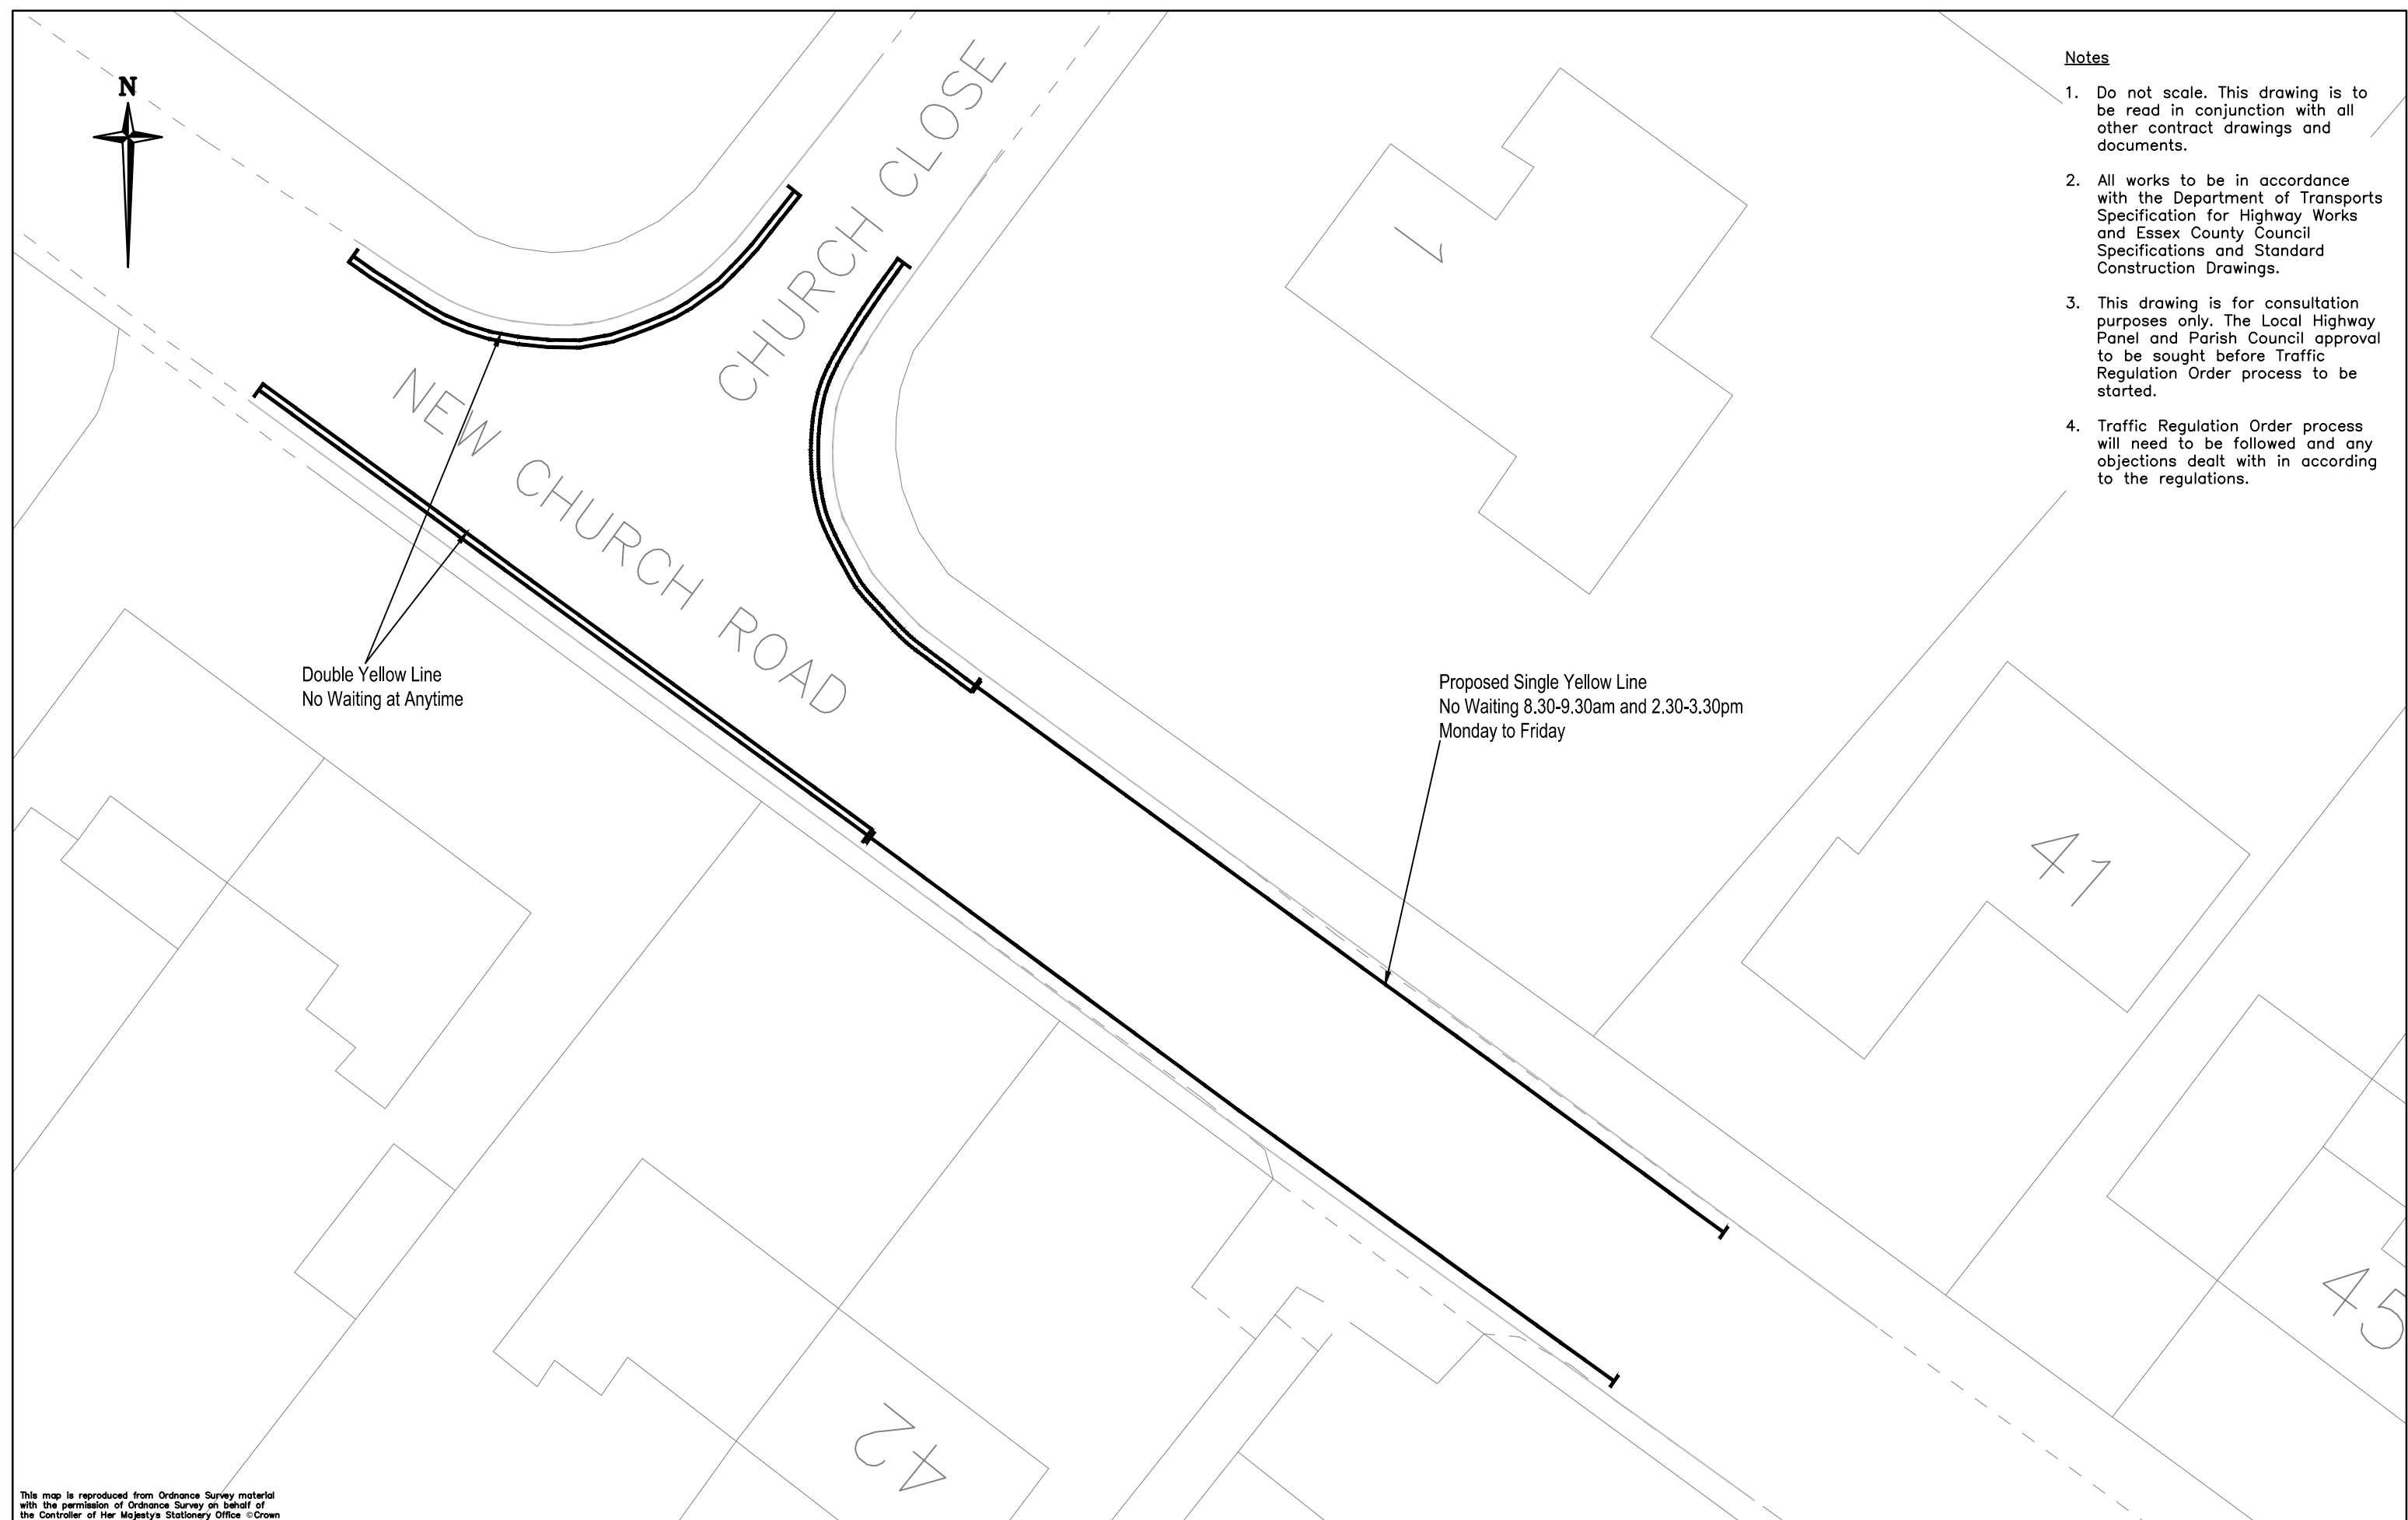 N
CHURCH CLOSE
NEW CHURCH ROAD
1
41
45
42
Double Yellow Line
No Waiting at Anytime
Proposed Single Yellow Line
No Waiting 8.30-9.30am and 2.30-3.30pm
Monday to Friday
Notes
1. Do not scale. This drawing is to
be read in conjunction with all
other contract drawings and
documents.
2. All works to be in accordance
with the Department of Transports
Specification for Highway Works
and Essex County Council
Specifications and Standard
Construction Drawings.
3. This drawing is for consultation
purposes only. The Local Highway
Panel and Parish Council approval
to be sought before Traffic
Regulation Order process to be
started.
4. Traffic Regulation Order process
will need to be followed and any
objections dealt with in according
to the regulations.
This map is reproduced from Ordnance Survey material
with the permission of Ordnance Survey on behalf of
the Controller of Her Majesty's Stationery Office ©Crown